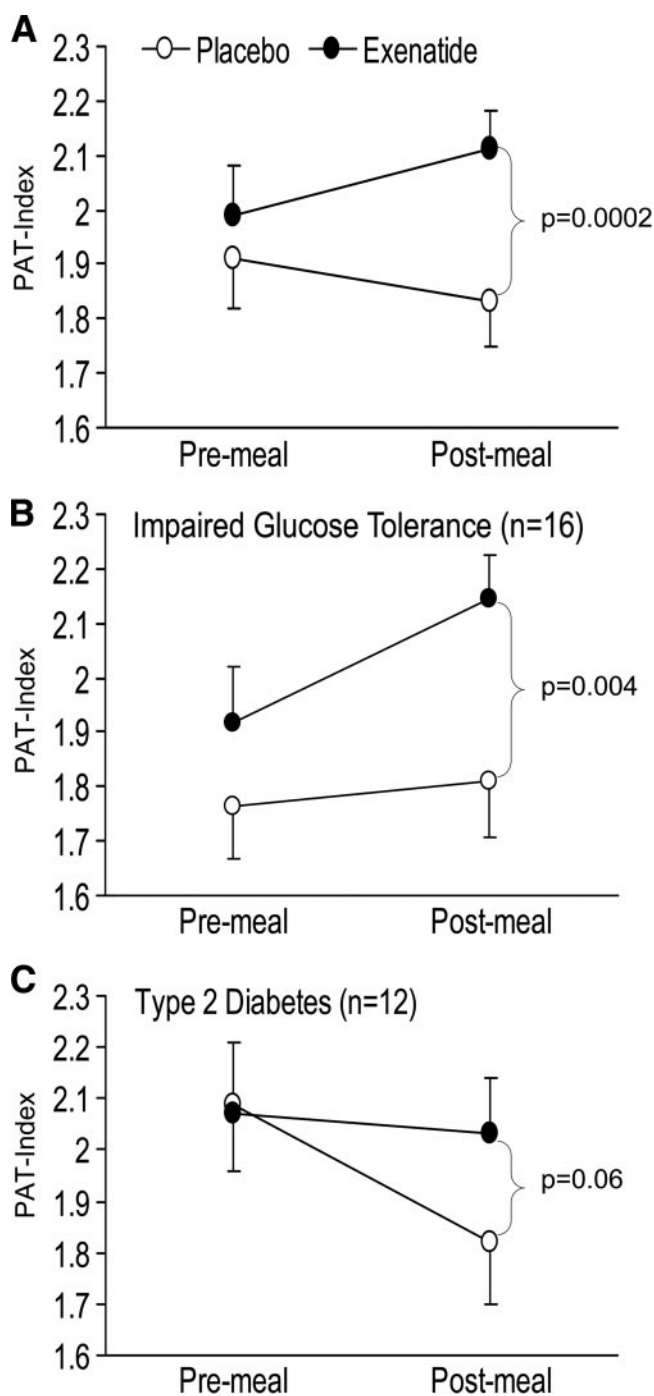 A
2.3
Placebo Exenatide
2.2
2.1
2
1.9
1.8
1.7
1.6
PAT-Index
p=0.0002
Pre-meal Post-meal
B
2.3
Impaired Glucose Tolerance (n=16)
2.2
2.1
2
1.9
1.8
1.7
1.6
PAT-Index
p=0.004
Pre-meal Post-meal
C
2.3
Type 2 Diabetes (n=12)
2.2
2.1
2
1.9
1.8
1.7
1.6
PAT-Index
p=0.06
Pre-meal Post-meal